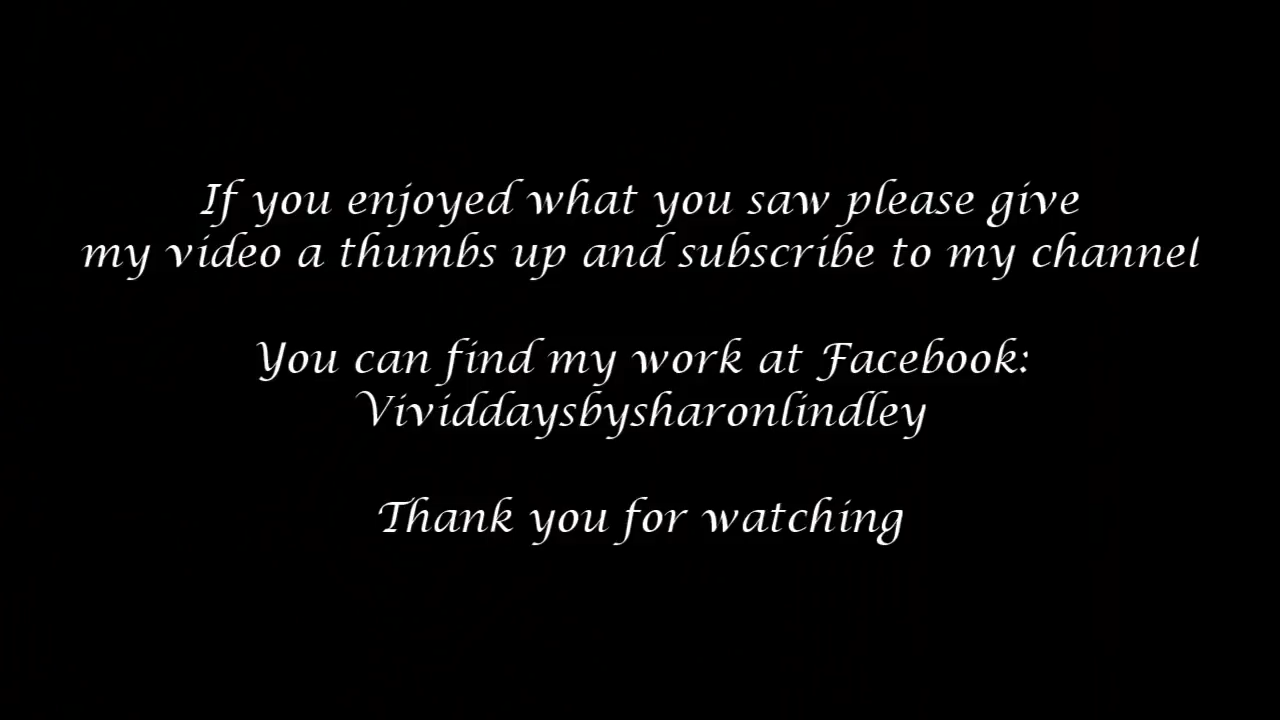 If you enjoyed what you saw please give
my video a thumbs up and subscribe to my channel
You can find my work at Facebook:
Vividdaysbysharonlindley
Thank you for watching